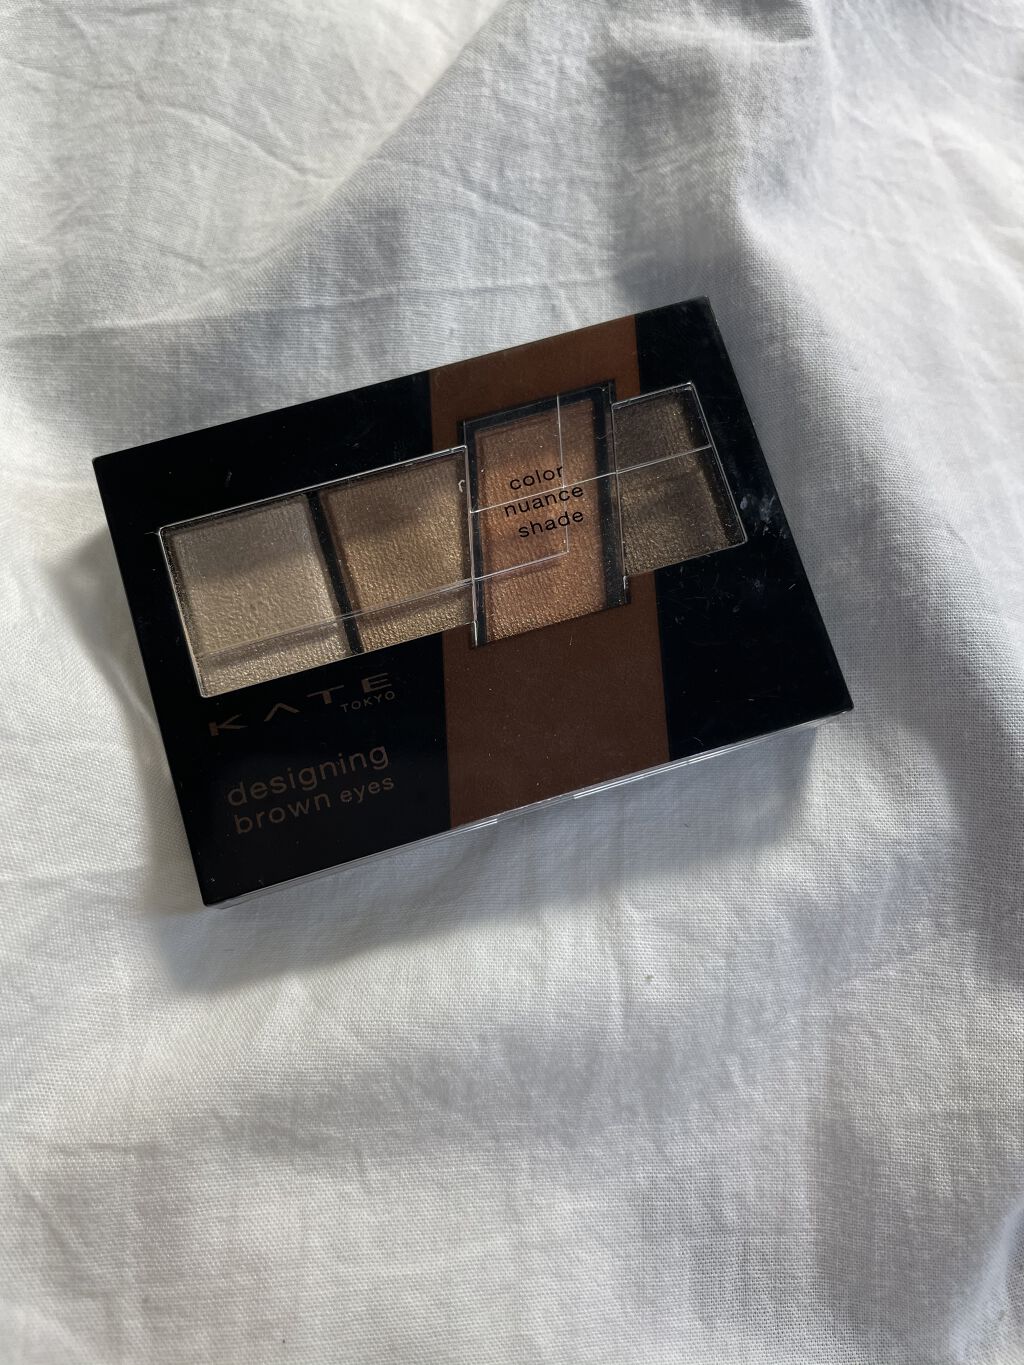 color
nuance
shade
KATE
TOKYO
designing
brown eyes